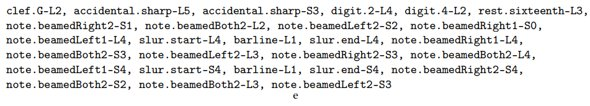 clef.G-L2, accidental.sharp-L5, accidental.sharp-S3, digit.2-L4, digit.4-L2, rest.sixteenth-L3,
note.beamedRight2-S1, note.beamedBoth2-L2, note.beamedLeft2-S2, note.beamedRight1-S0,
note.beamedLeft1-L4, slur.start-L4, barline-L1, slur.end-L4, note.beamedRight1-L4,
note.beamedBoth2-S3, note.beamedLeft2-L3, note.beamedRight2-S3, note.beamedBoth2-L4,
note.beamedLeft1-S4, slur.start-S4, barline-L1, slur.end-S4, note.beamedRight2-S4,
note.beamedBoth2-S2, note.beamedBoth2-L3, note.beamedLeft2-S3
e